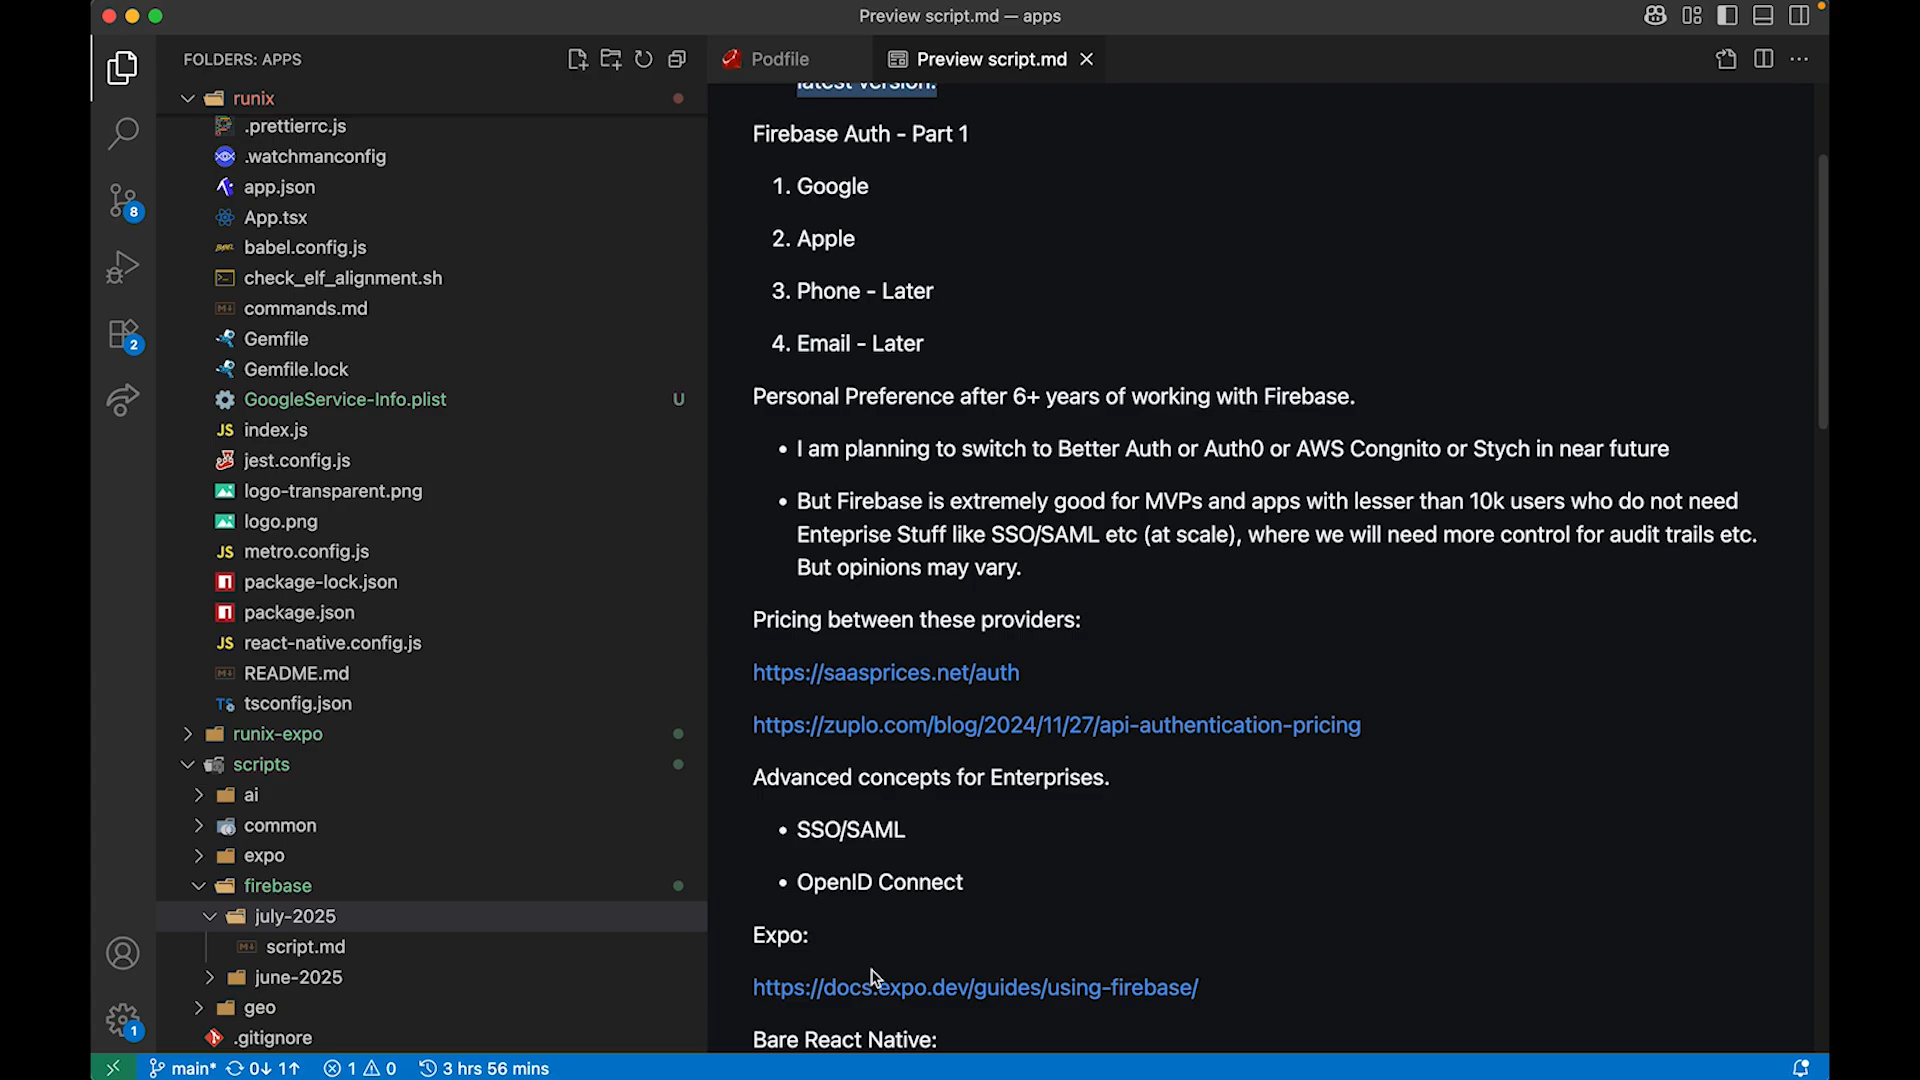 Preview script.md — apps
FOLDERS: APPS
Podfile
Preview script.md
runix
.prettierrc.js
.watchmanconfig
app.json
App.tsx
babel.config.js
check_elf_alignment.sh
commands.md
Gemfile
Gemfile.lock
GoogleService-Info.plist U
JS index.js
jest.config.js
logo-transparent.png
logo.png
JS metro.config.js
package-lock.json
package.json
JS react-native.config.js
README.md
TS tsconfig.json
runix-expo
scripts
ai
common
expo
firebase
july-2025
script.md
june-2025
geo
.gitignore
8
2
1
latest version.
Firebase Auth - Part 1
1. Google
2. Apple
3. Phone - Later
4. Email - Later
Personal Preference after 6+ years of working with Firebase.
• I am planning to switch to Better Auth or Auth0 or AWS Congnito or Stych in near future
• But Firebase is extremely good for MVPs and apps with lesser than 10k users who do not need
Enteprise Stuff like SSO/SAML etc (at scale), where we will need more control for audit trails etc.
But opinions may vary.
Pricing between these providers:
https://saasprices.net/auth
https://zuplo.com/blog/2024/11/27/api-authentication-pricing
Advanced concepts for Enterprises.
• SSO/SAML
• OpenID Connect
Expo:
https://docs.expo.dev/guides/using-firebase/
Bare React Native:
main* 0↓ 1↑ 1 0 3 hrs 56 mins